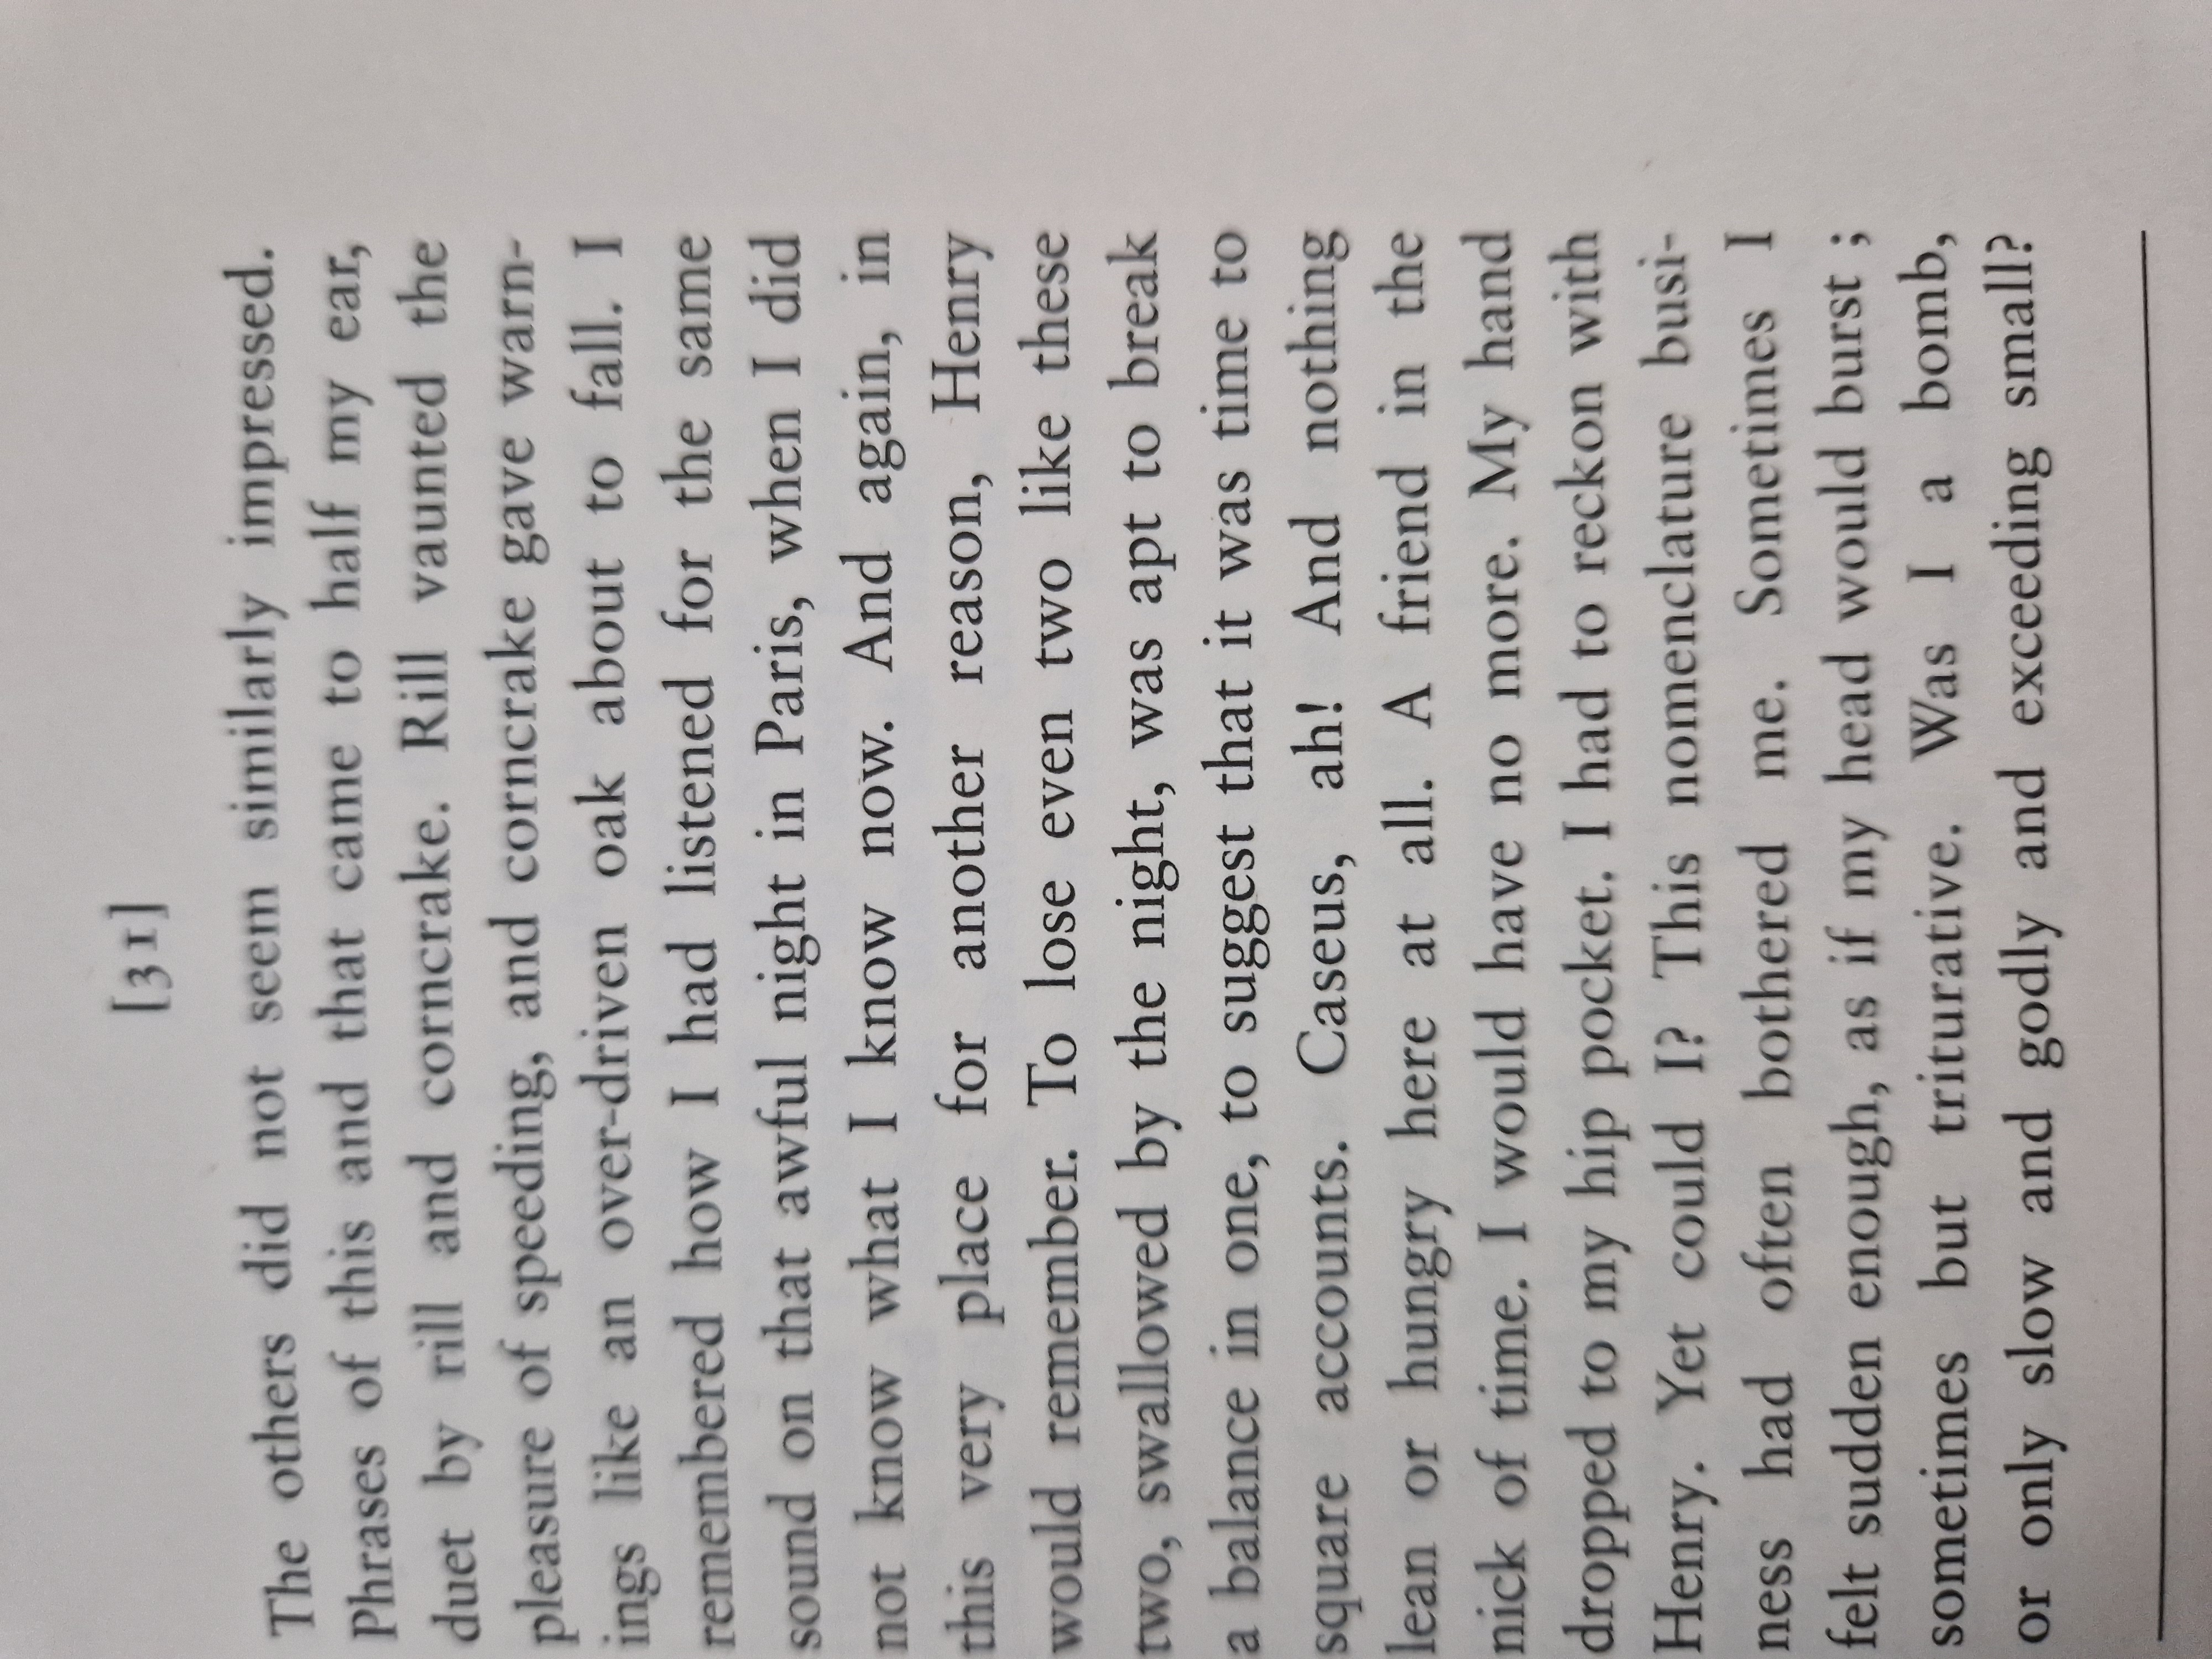 [31]
The others did not seem similarly impressed.
Phrases of this and that came to half my ear,
duet by rill and corncrake. Rill vaunted the
pleasure of speeding, and corncrake gave warn-
ings like an over-driven oak about to fall. I
remembered how I had listened for the same
sound on that awful night in Paris, when I did
not know what I know now. And again, in
this very place for another reason, Henry
would remember. To lose even two like these
two, swallowed by the night, was apt to break
a balance in one, to suggest that it was time to
square accounts. Caseus, ah! And nothing
lean or hungry here at all. A friend in the
nick of time. I would have no more. My hand
dropped to my hip pocket. I had to reckon with
Henry. Yet could I? This nomenclature busi-
ness had often bothered me. Sometimes I
felt sudden enough, as if my head would burst ;
sometimes but triturative. Was I a bomb,
or only slow and godly and exceeding small?